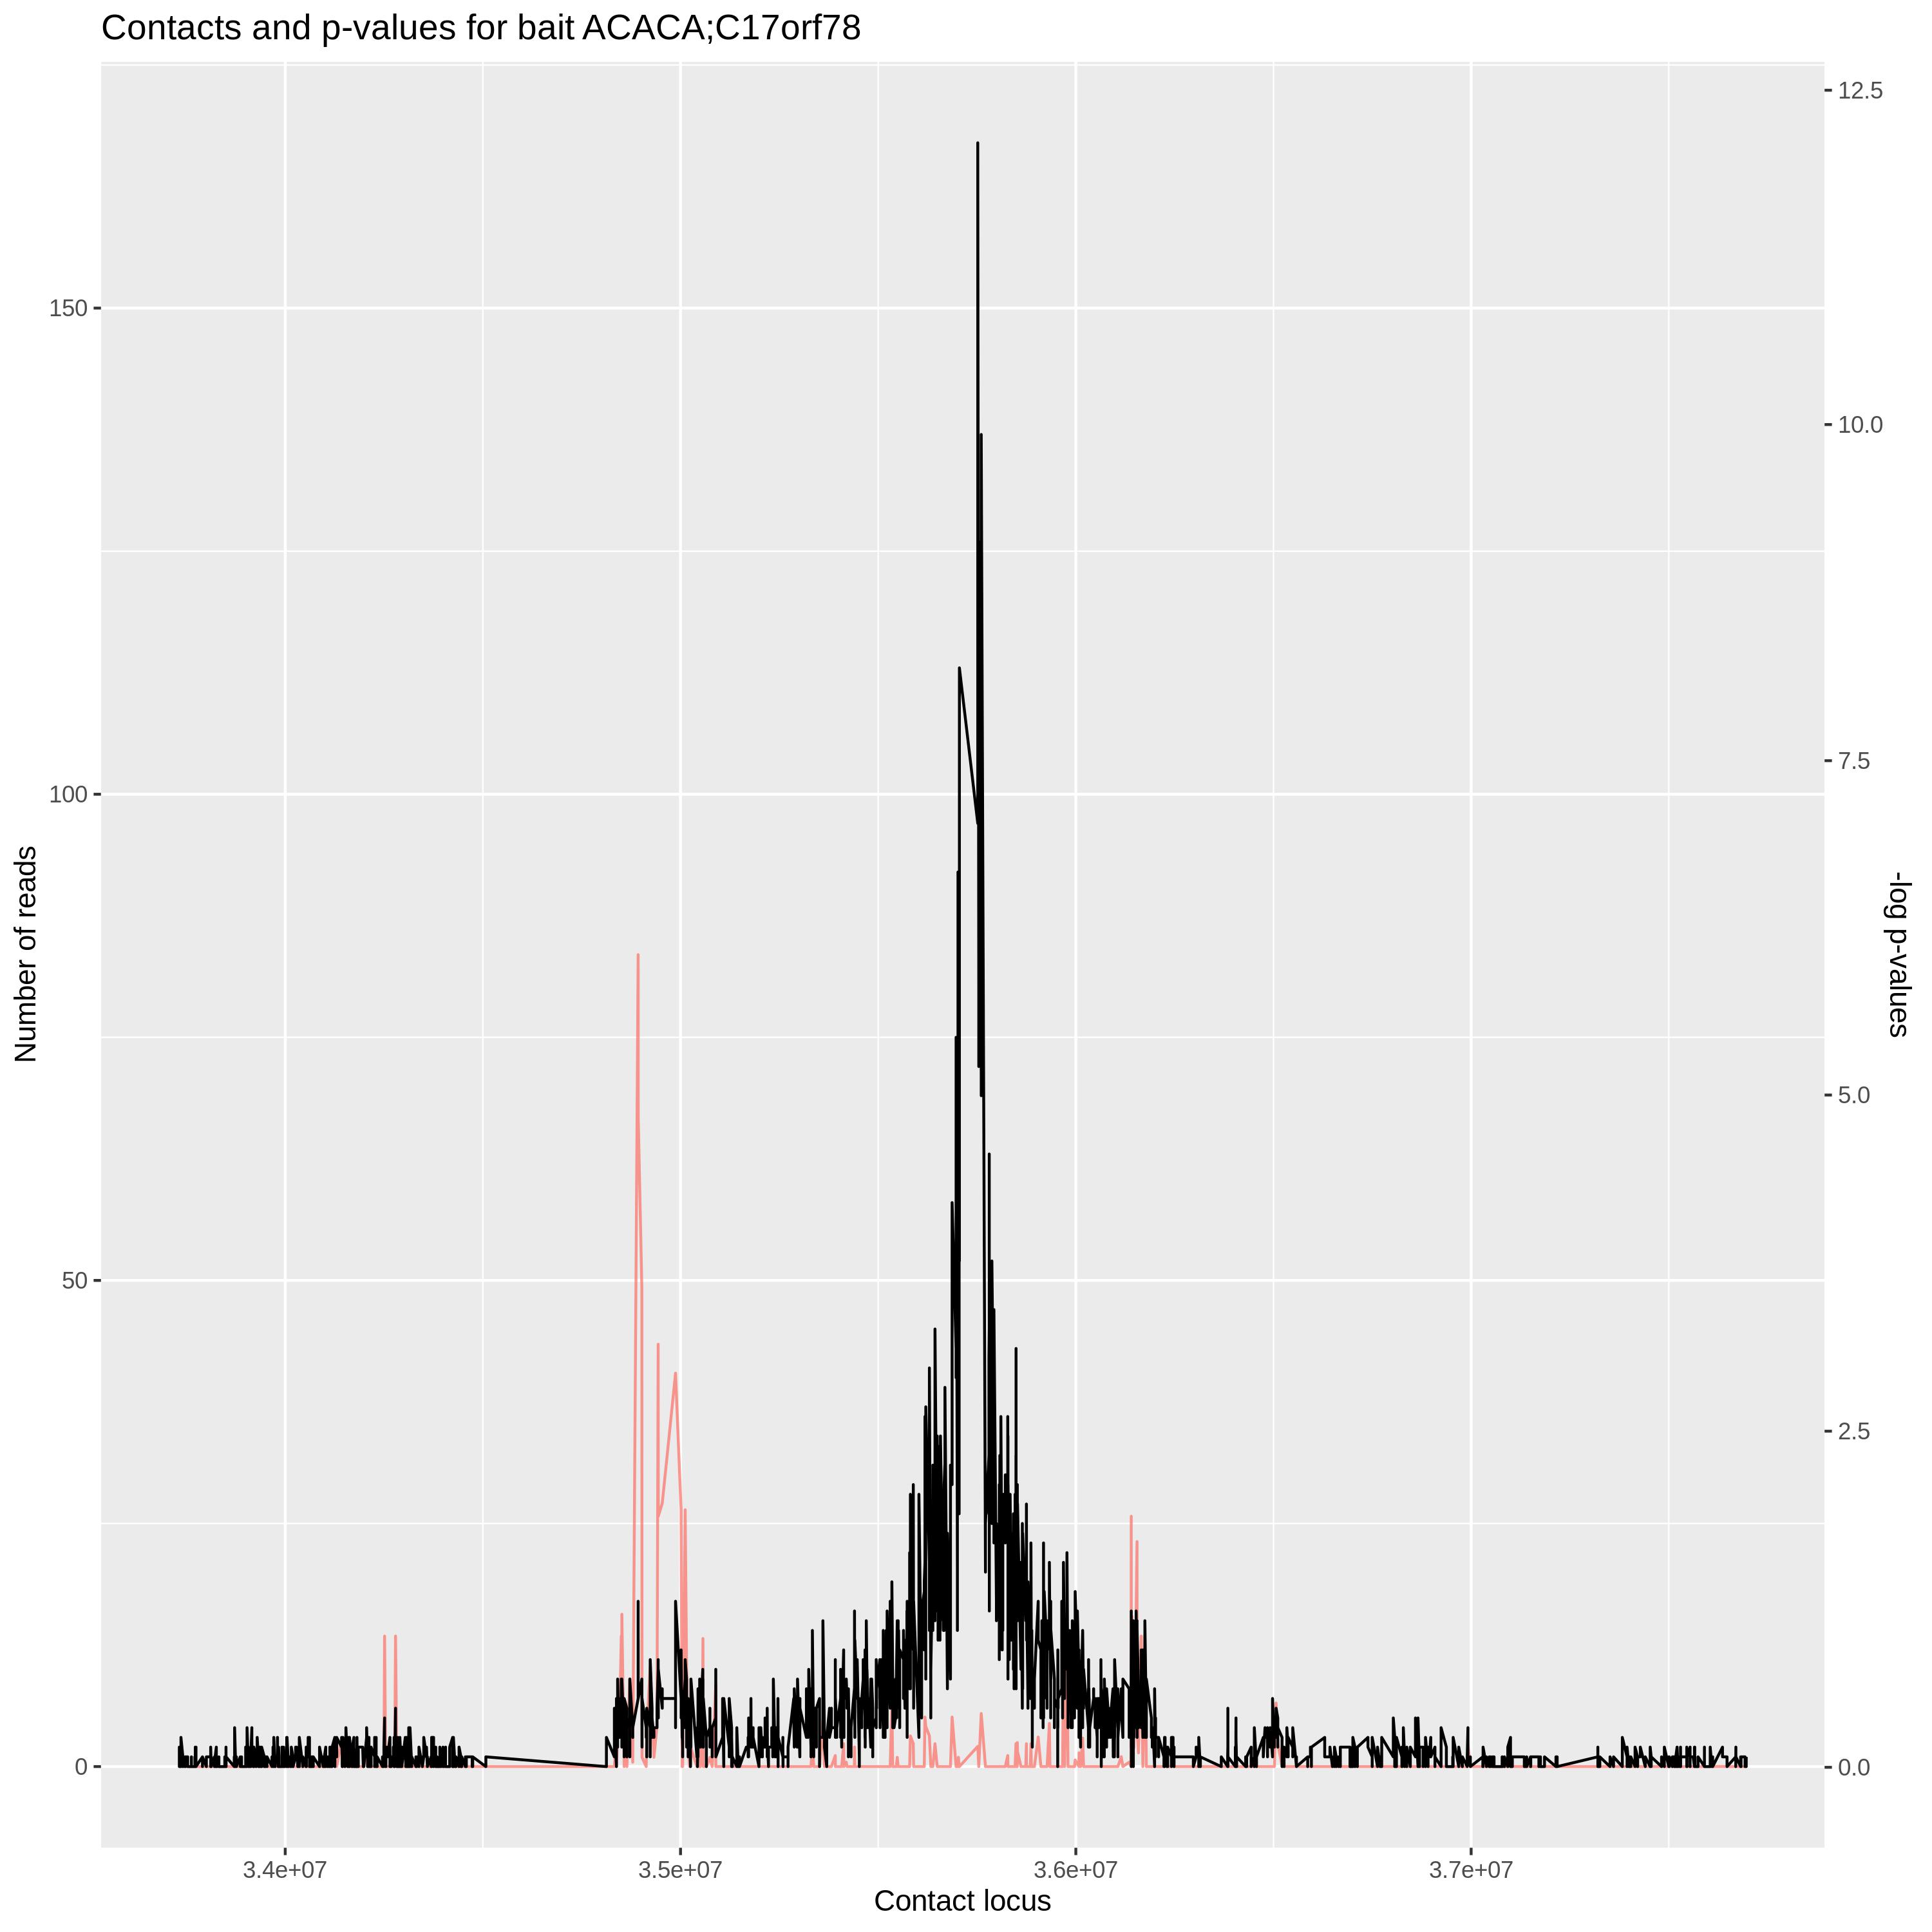 Contacts and p-values for bait ACACA;C17orf78
150
100
50
0
Number of reads
12.5
10.0
7.5
5.0
2.5
0.0
-log p-values
3.4e+07 3.5e+07 3.6e+07 3.7e+07
Contact locus